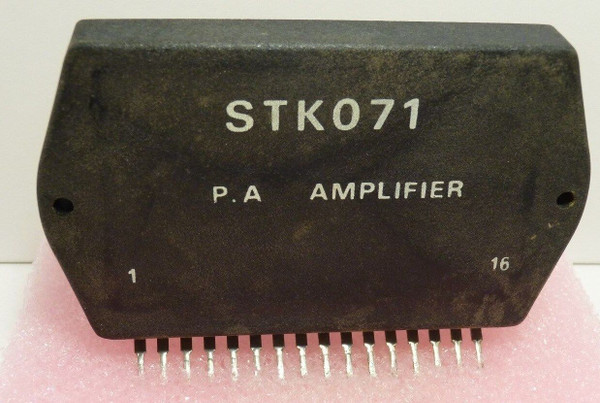 STK071
P.A AMPLIFIER
1 16